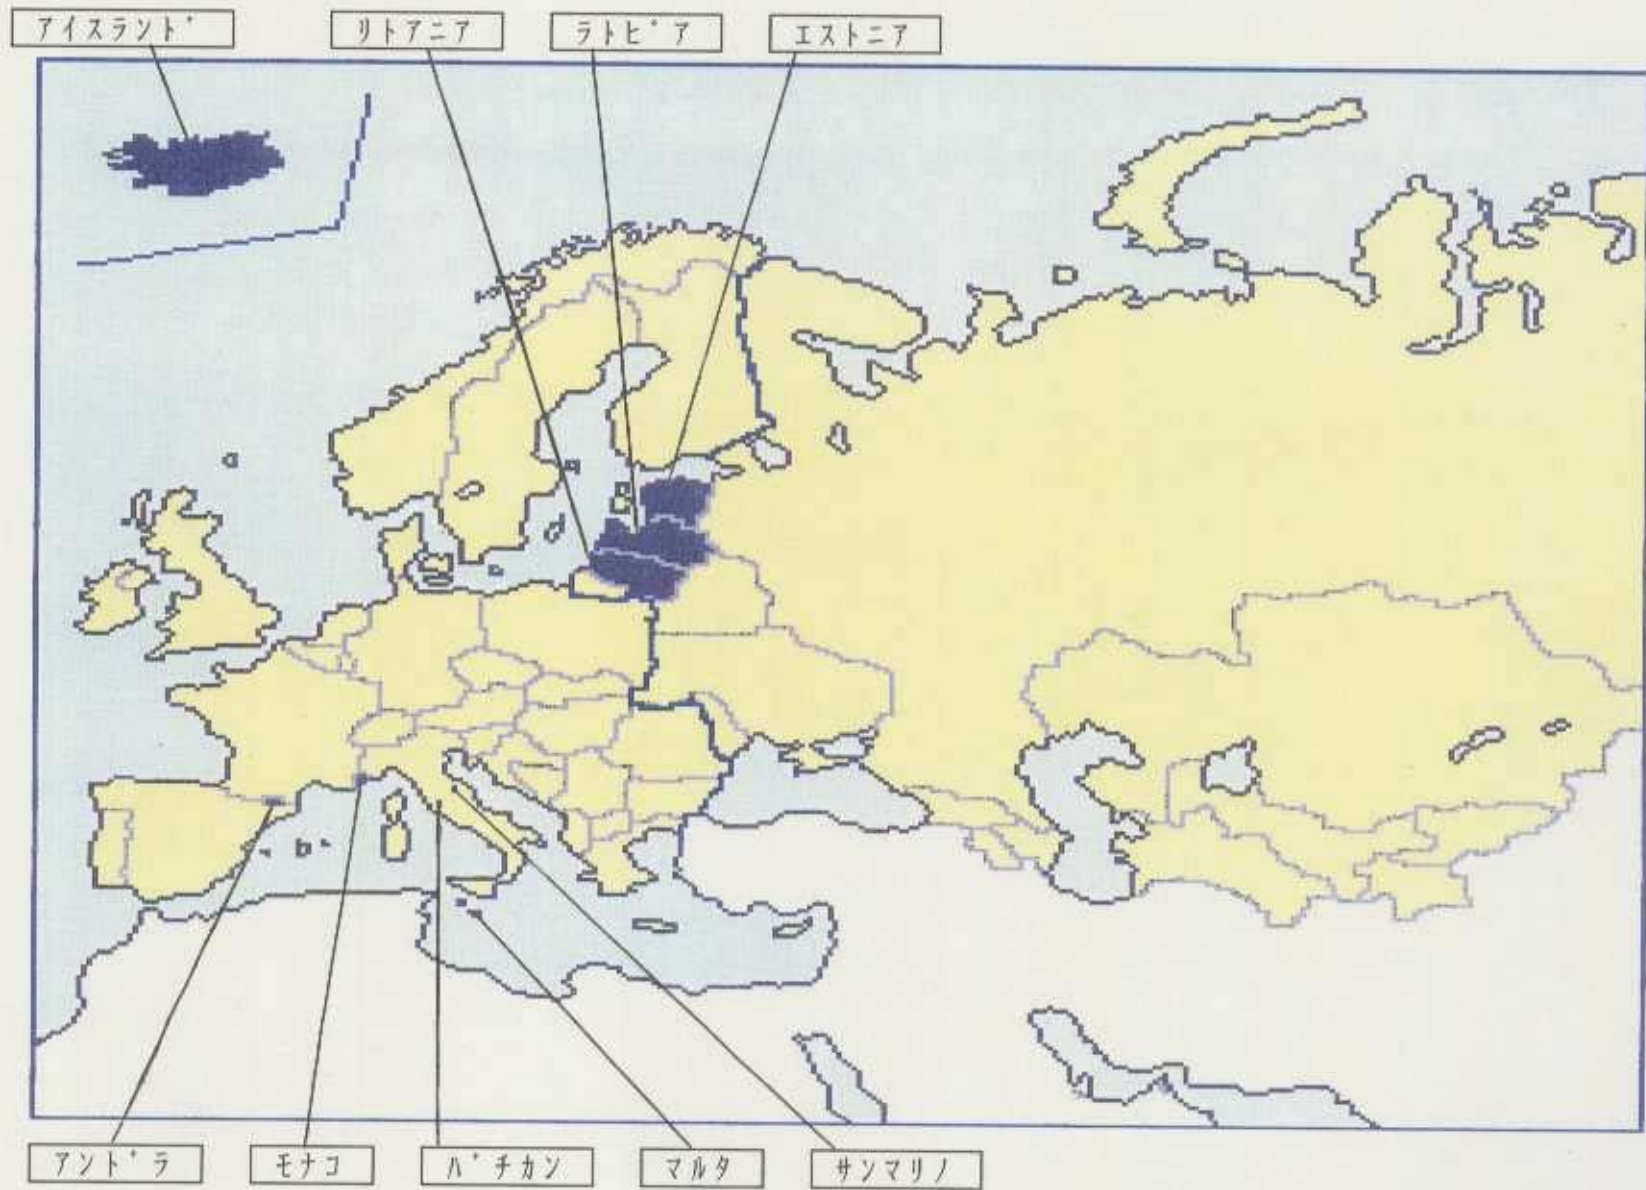 アイスランド
リトアニア
ラトビア
エストニア
アンドラ
モナコ
バチカン
マルタ
サンマリノ